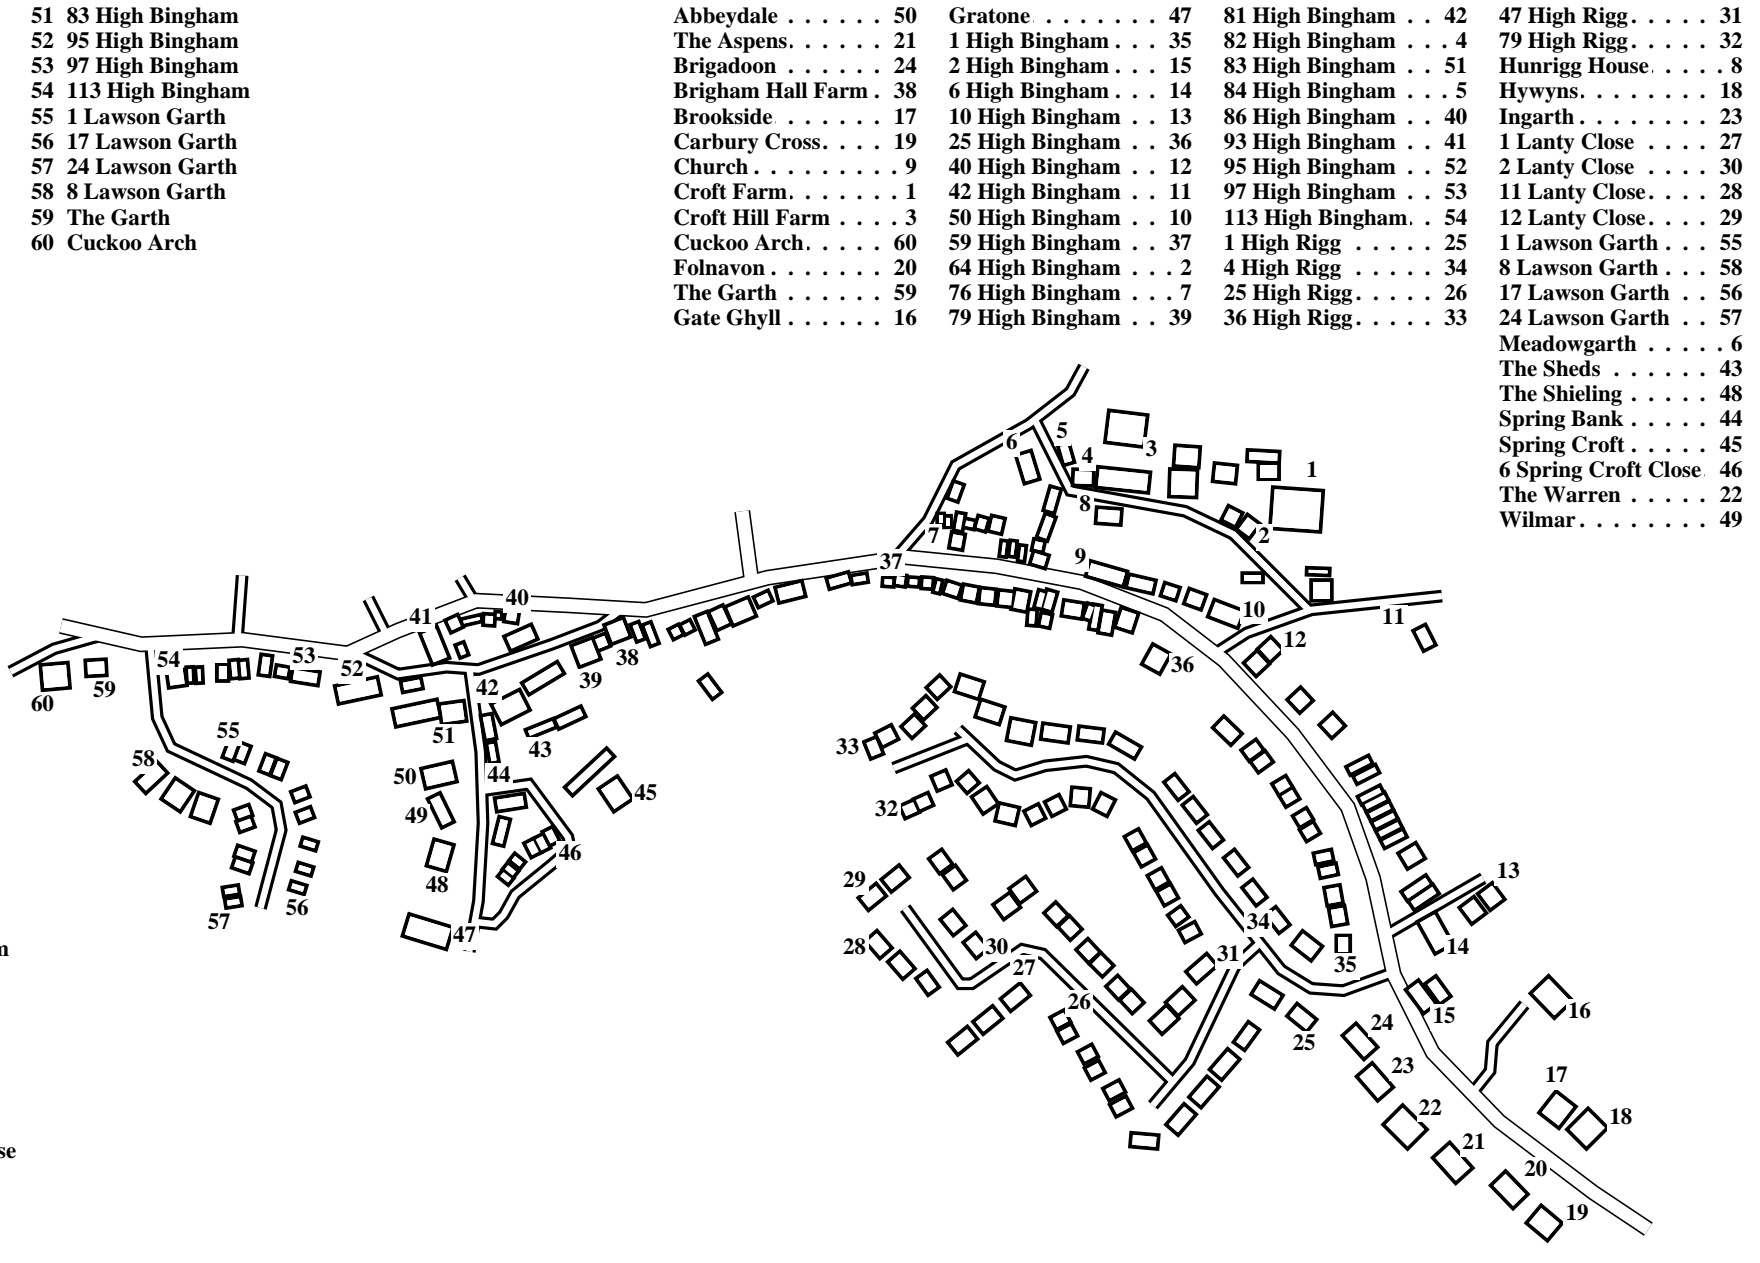 51 83 High Bingham
52 95 High Bingham
53 97 High Bingham
54 113 High Bingham
55 1 Lawson Garth
56 17 Lawson Garth
57 24 Lawson Garth
58 8 Lawson Garth
59 The Garth
60 Cuckoo Arch
Abbeydale . . . . . . 50
The Aspens. . . . . . 21
Brigadoon . . . . . . 24
Brigham Hall Farm . 38
Brookside . . . . . . 17
Carbury Cross. . . . 19
Church . . . . . . . . . 9
Croft Farm. . . . . . . 1
Croft Hill Farm . . . . 3
Cuckoo Arch. . . . . 60
Folnavon . . . . . . . 20
The Garth . . . . . . 59
Gate Ghyll . . . . . . 16
Gratone . . . . . . . 47
1 High Bingham . . . 35
2 High Bingham . . . 15
6 High Bingham . . . 14
10 High Bingham . . 13
25 High Bingham . . 36
40 High Bingham . . 12
42 High Bingham . . 11
50 High Bingham . . 10
59 High Bingham . . 37
64 High Bingham . . . 2
76 High Bingham . . . 7
79 High Bingham . . 39
81 High Bingham . . 42
82 High Bingham . . . 4
83 High Bingham . . 51
84 High Bingham . . . 5
86 High Bingham . . 40
93 High Bingham . . 41
95 High Bingham . . 52
97 High Bingham . . 53
113 High Bingham. . 54
1 High Rigg . . . . . 25
4 High Rigg . . . . . 34
25 High Rigg. . . . . 26
36 High Rigg. . . . . 33
47 High Rigg. . . . . 31
79 High Rigg. . . . . 32
Hunrigg House. . . . . 8
Hywyns. . . . . . . . 18
Ingarth . . . . . . . . 23
1 Lanty Close . . . . 27
2 Lanty Close . . . . 30
11 Lanty Close. . . . 28
12 Lanty Close. . . . 29
1 Lawson Garth . . . 55
8 Lawson Garth . . . 58
17 Lawson Garth . . 56
24 Lawson Garth . . 57
Meadowgarth . . . . . 6
The Sheds . . . . . . 43
The Shieling . . . . . 48
Spring Bank . . . . . 44
Spring Croft . . . . . 45
6 Spring Croft Close. 46
The Warren . . . . . 22
Wilmar. . . . . . . . 49
5
6
4
3
1
8
7
2
9
37
40
41
10
11
12
54
53
52
38
36
39
60
59
42
51
43
55
58
50
44
45
49
46
48
56
57
47
33
32
29
28
30
27
26
34
31
35
13
14
15
16
25
24
23
22
21
20
19
17
18
m
se